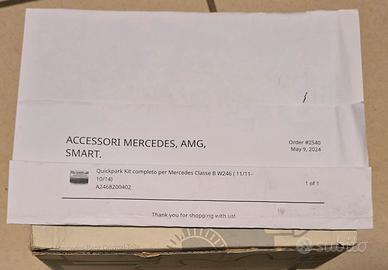 ACCESSORI MERCEDES, AMG,
SMART.
Order #2540
May 9, 2024
Quickpark Kit completo per Mercedes Classe B W246 ( 11/11-
10/14)
A2468200402
1 of 1
Thank you for shopping with us!
subito